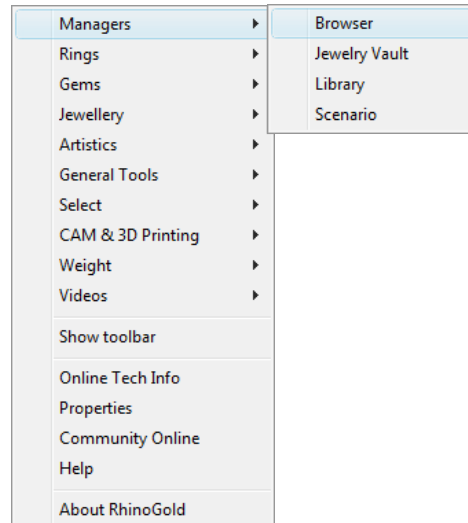 Managers
Rings
Gems
Jewellery
Artistics
General Tools
Select
CAM & 3D Printing
Weight
Videos
Show toolbar
Online Tech Info
Properties
Community Online
Help
About RhinoGold
Browser
Jewelry Vault
Library
Scenario